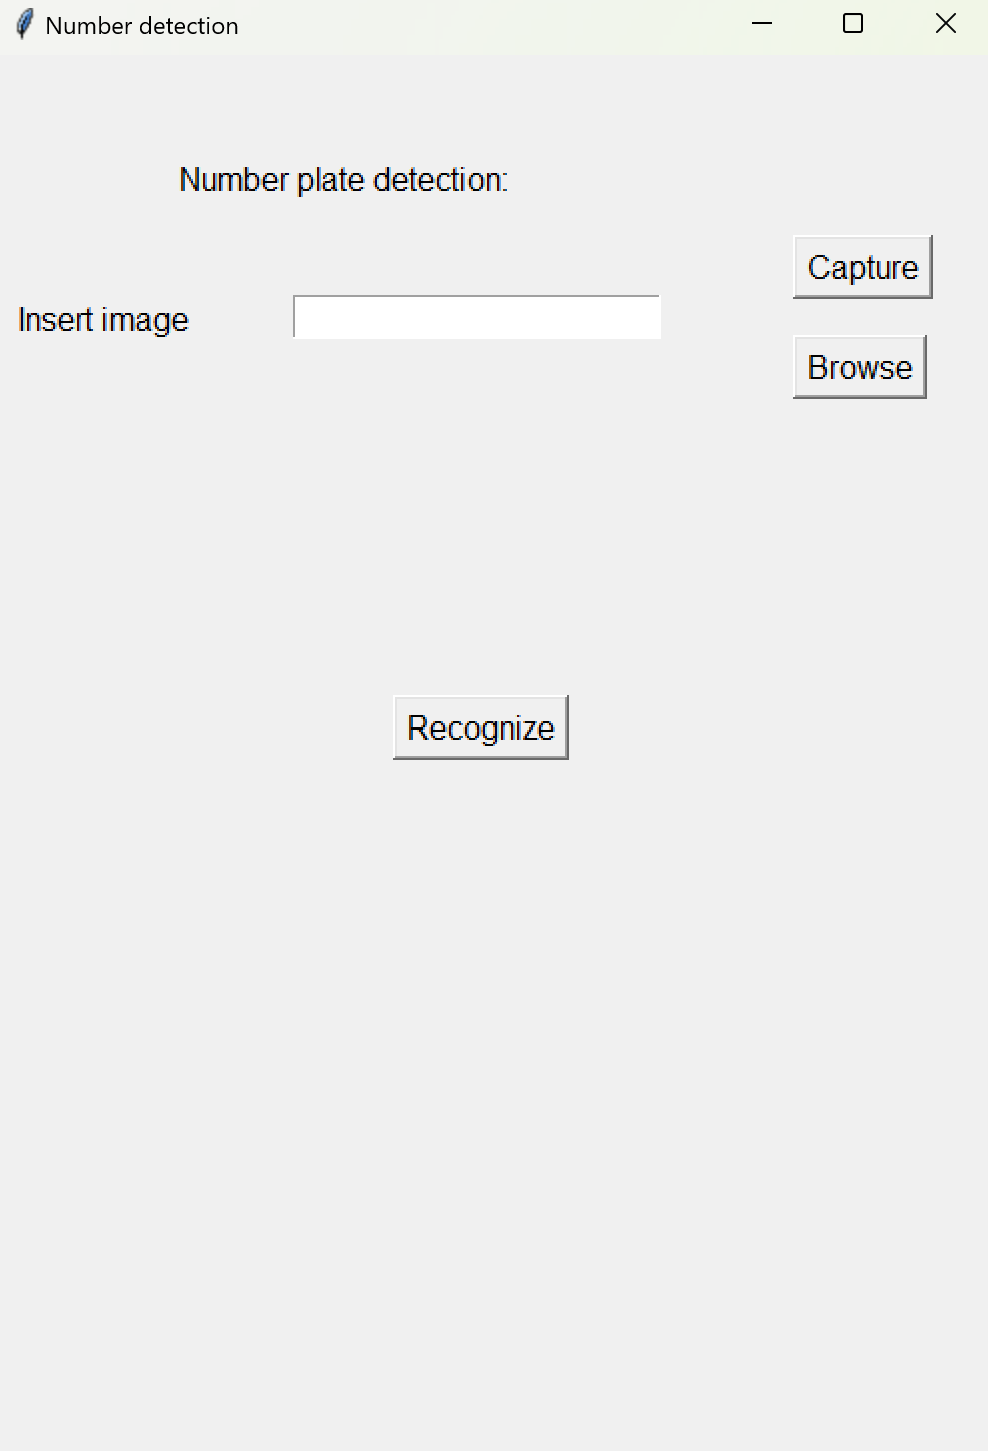 Number detection
Number plate detection:
Capture
Insert image
Browse
Recognize